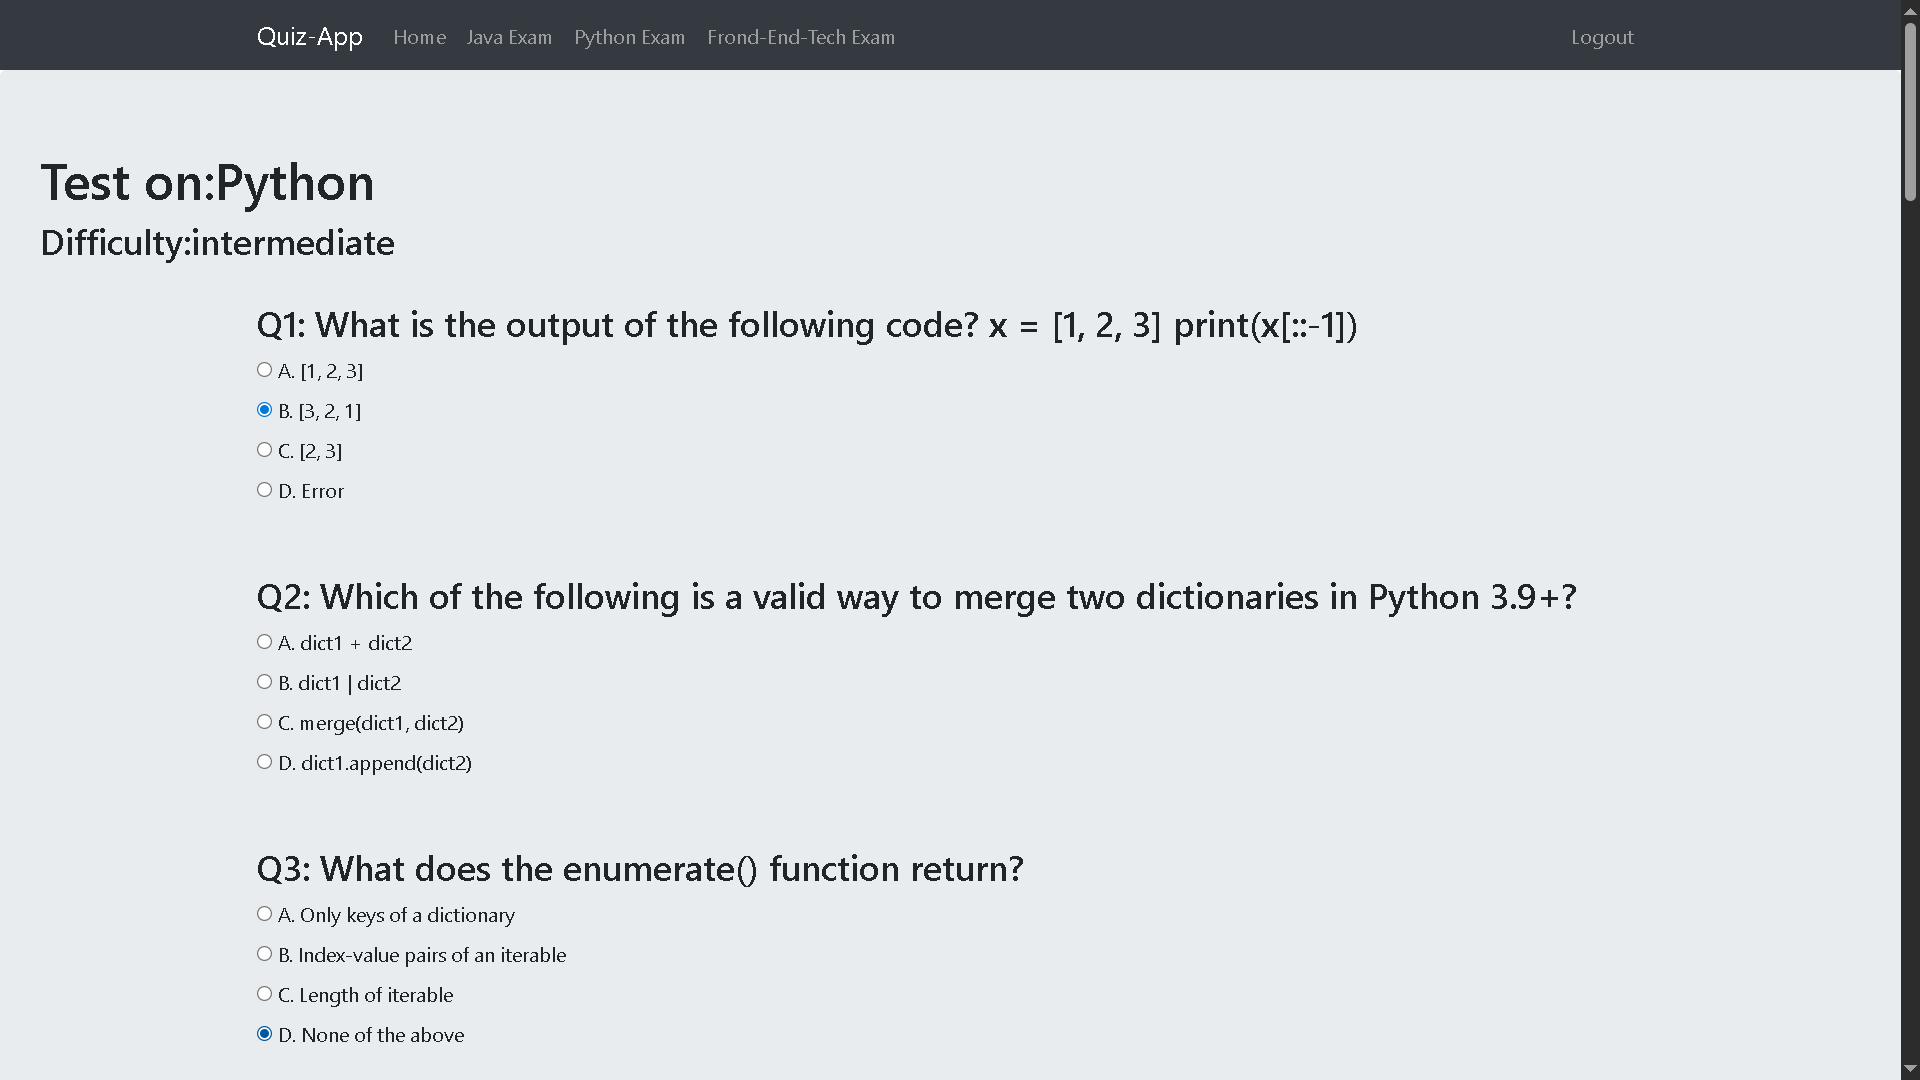 Quiz-App Home Java Exam Python Exam Frond-End-Tech Exam Logout
Test on:Python
Difficulty:intermediate
Q1: What is the output of the following code? x = [1, 2, 3] print(x[::-1])
A. [1, 2, 3]
B. [3, 2, 1]
C. [2, 3]
D. Error
Q2: Which of the following is a valid way to merge two dictionaries in Python 3.9+?
A. dict1 + dict2
B. dict1 | dict2
C. merge(dict1, dict2)
D. dict1.append(dict2)
Q3: What does the enumerate() function return?
A. Only keys of a dictionary
B. Index-value pairs of an iterable
C. Length of iterable
D. None of the above